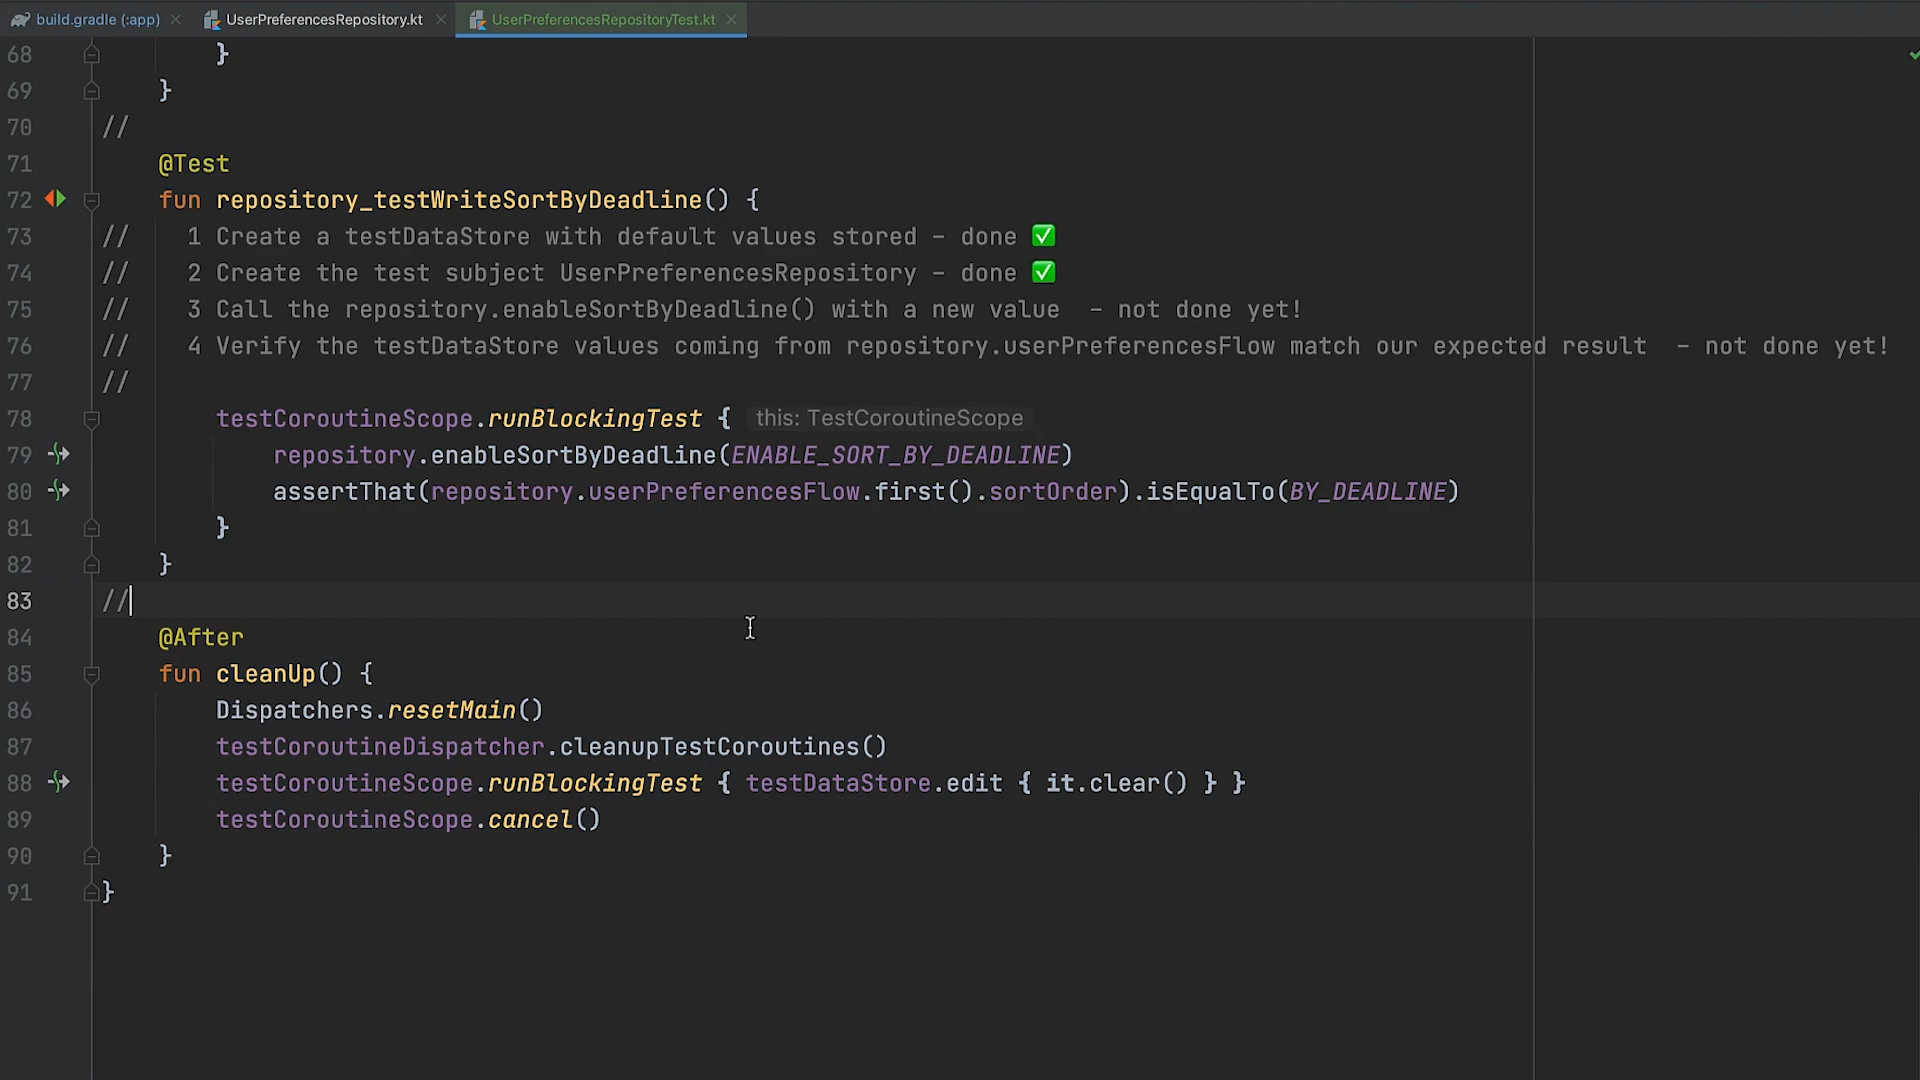 build.gradle (:app) UserPreferencesRepository.kt UserPreferencesRepositoryTest.kt
68 }
69 }
70 //
71 @Test
72 fun repository_testWriteSortByDeadline() {
73 // 1 Create a testDataStore with default values stored - done ✅
74 // 2 Create the test subject UserPreferencesRepository - done ✅
75 // 3 Call the repository.enableSortByDeadline() with a new value - not done yet!
76 // 4 Verify the testDataStore values coming from repository.userPreferencesFlow match our expected result - not done yet!
77 //
78 testCoroutineScope.runBlockingTest { this: TestCoroutineScope
79 repository.enableSortByDeadline(ENABLE_SORT_BY_DEADLINE)
80 assertThat(repository.userPreferencesFlow.first().sortOrder).isEqualTo(BY_DEADLINE)
81 }
82 }
83 //
84 @After
85 fun cleanUp() {
86 Dispatchers.resetMain()
87 testCoroutineDispatcher.cleanupTestCoroutines()
88 testCoroutineScope.runBlockingTest { testDataStore.edit { it.clear() } }
89 testCoroutineScope.cancel()
90 }
91 }